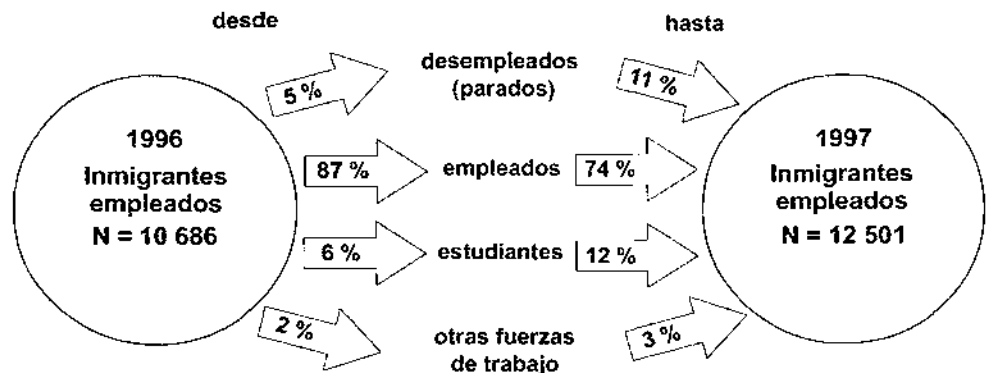 desde
hasta
5 %
desempleados
(parados)
11 %
1996
Inmigrantes
empleados
N = 10 686
87 %
empleados
74 %
1997
Inmigrantes
empleados
N = 12 501
6 %
estudiantes
12 %
2 %
otras fuerzas
de trabajo
3 %